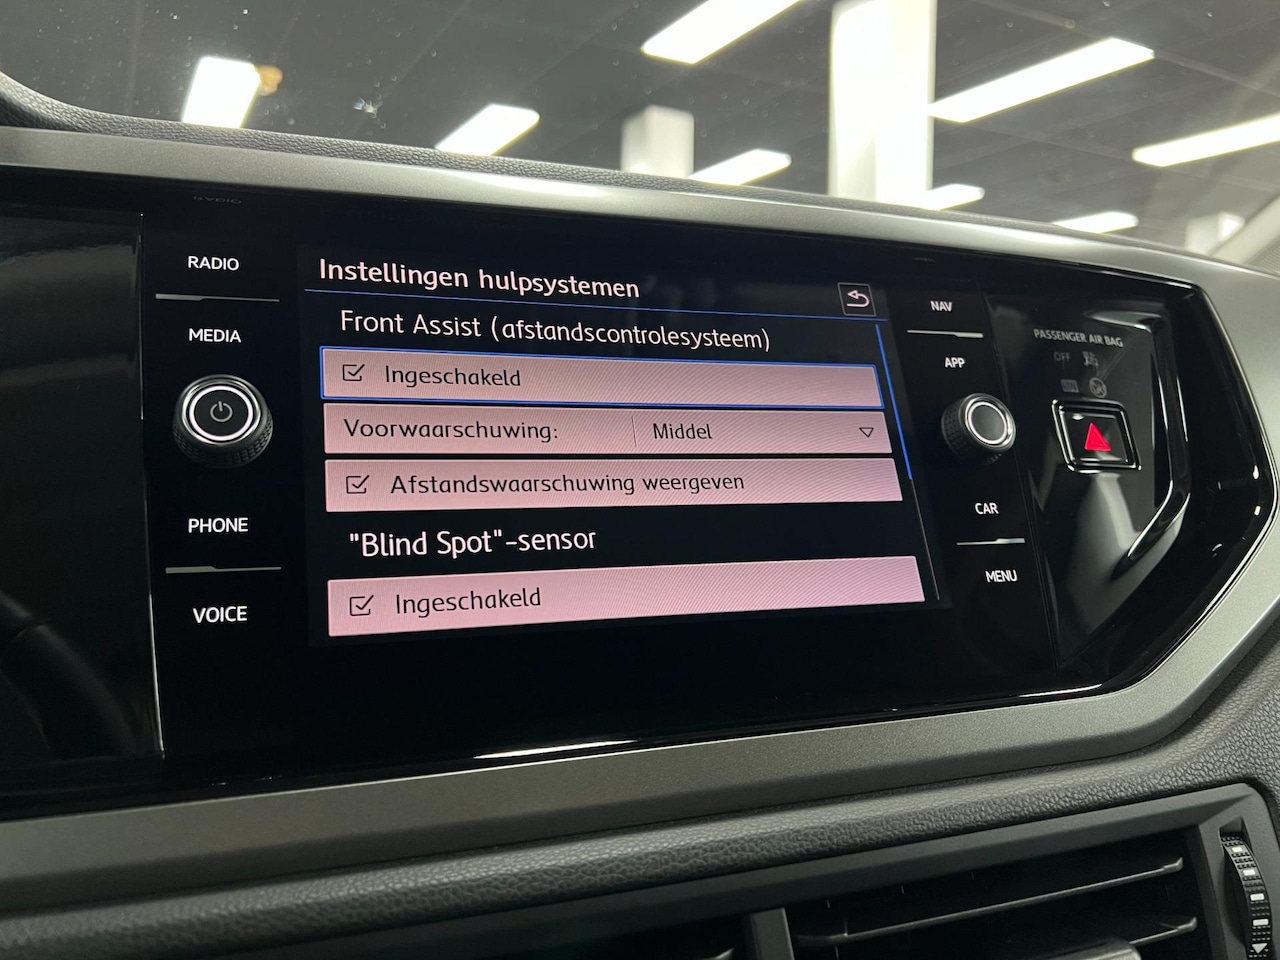 RADIO
MEDIA
PHONE
VOICE
Instellingen hulpsystemen
Front Assist (afstandscontrolesysteem)
Ingeschakeld
Voorwaarschuwing: Middel
Afstandswaarschuwing weergeven
"Blind Spot"-sensor
Ingeschakeld
NAV
APP
CAR
MENU
PASSENGER AIR BAG
OFF